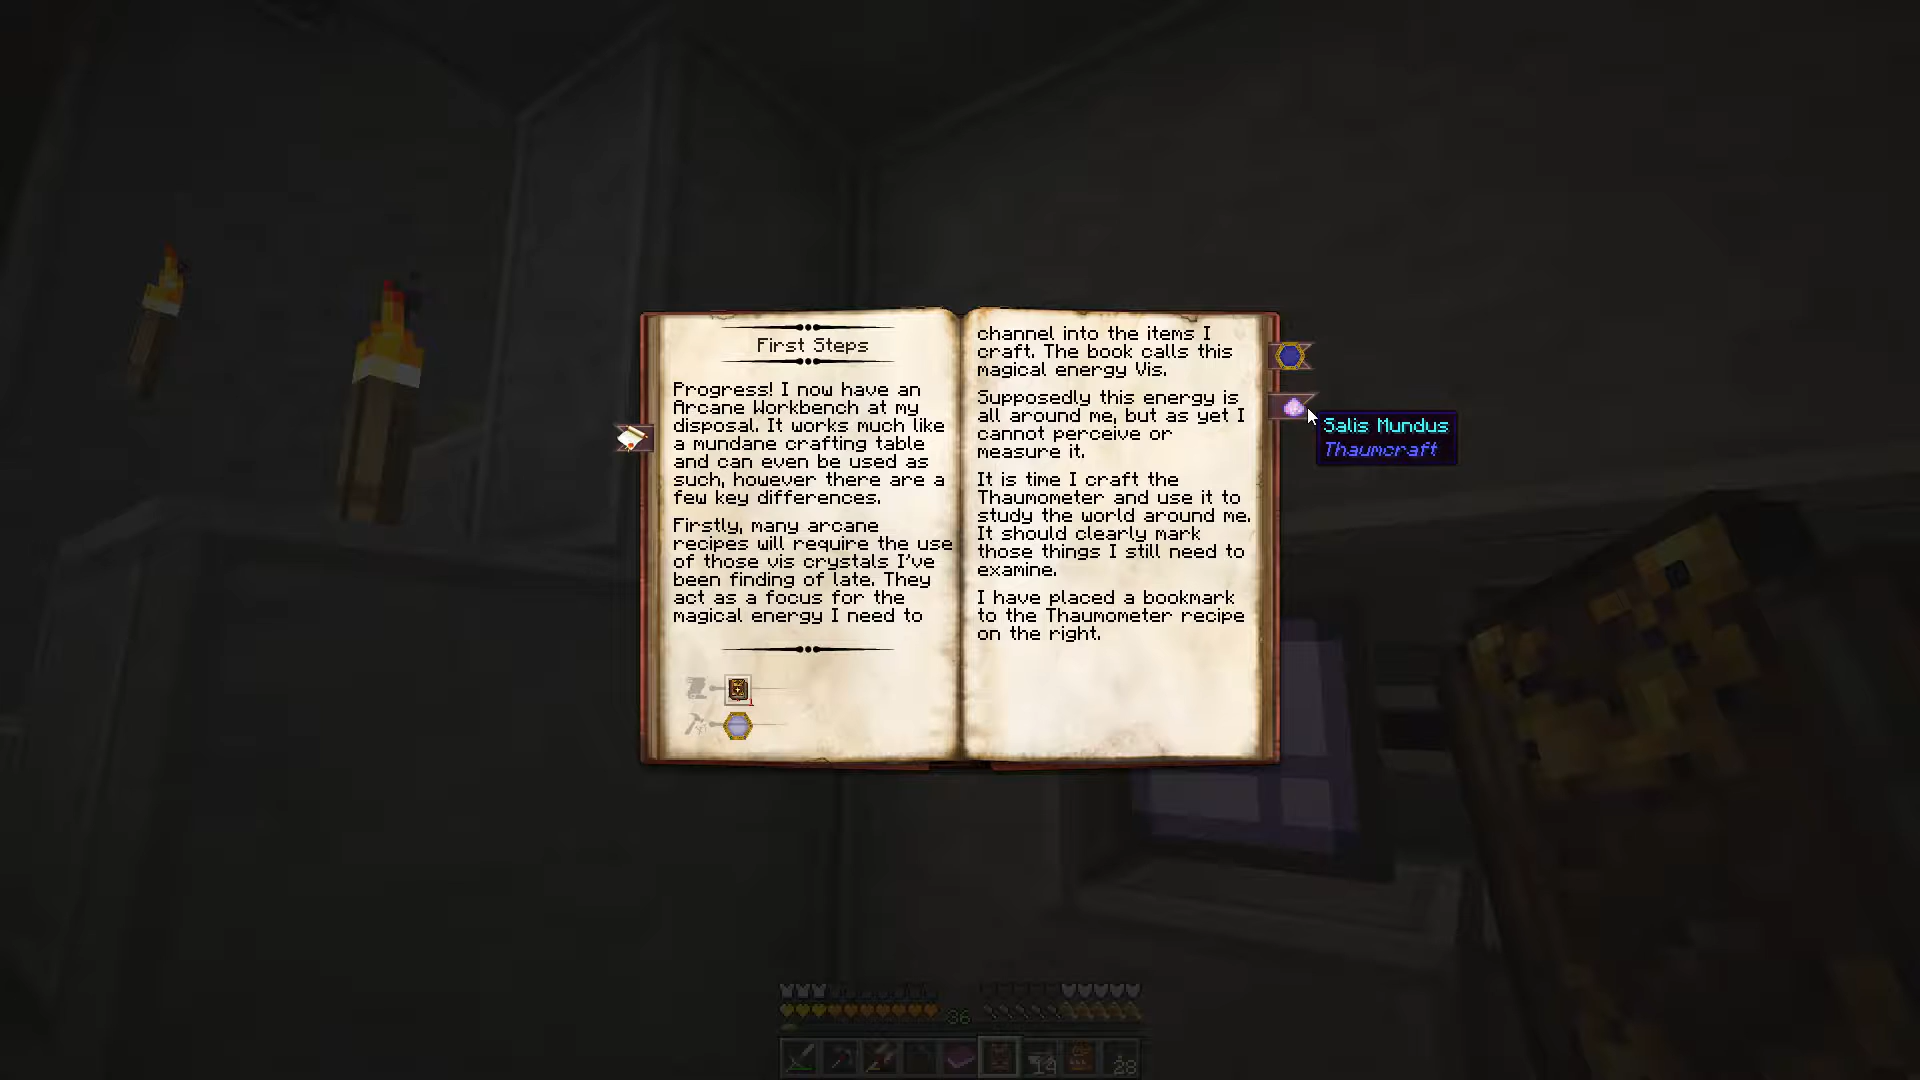 First Steps
Progress! I now have an
Arcane Workbench at my
disposal. It works much like
a mundane crafting table
and can even be used as
such, however there are a
few key differences.
Firstly, many arcane
recipes will require the use
of those vis crystals I've
been finding of late. They
act as a focus for the
magical energy I need to
1
channel into the items I
craft. The book calls this
magical energy Vis.
Supposedly this energy is
all around me, but as yet I
cannot perceive or
measure it.
It is time I craft the
Thaumometer and use it to
study the world around me.
It should clearly mark
those things I still need to
examine.
I have placed a bookmark
to the Thaumometer recipe
on the right.
Salis Mundus
Thaumcraft
36
14
28